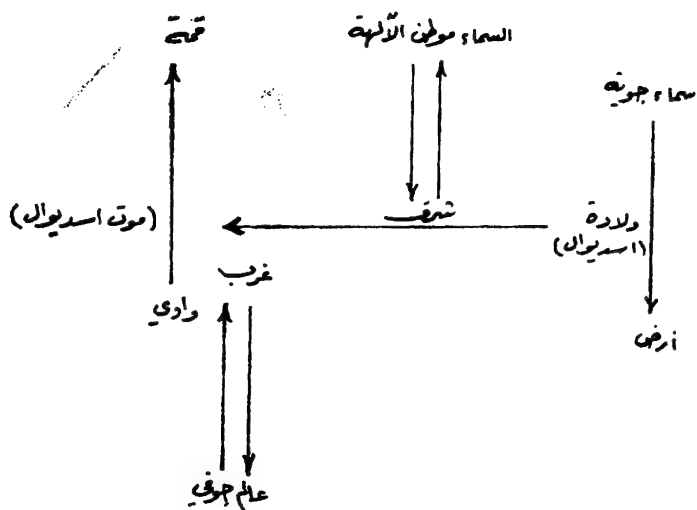 السماء موطن الآلهة
قمة
سماء جوية
شرق
ولادة
(اسديوال)
(موت اسديوال)
غرب
وادي
أرض
عالم جوفي